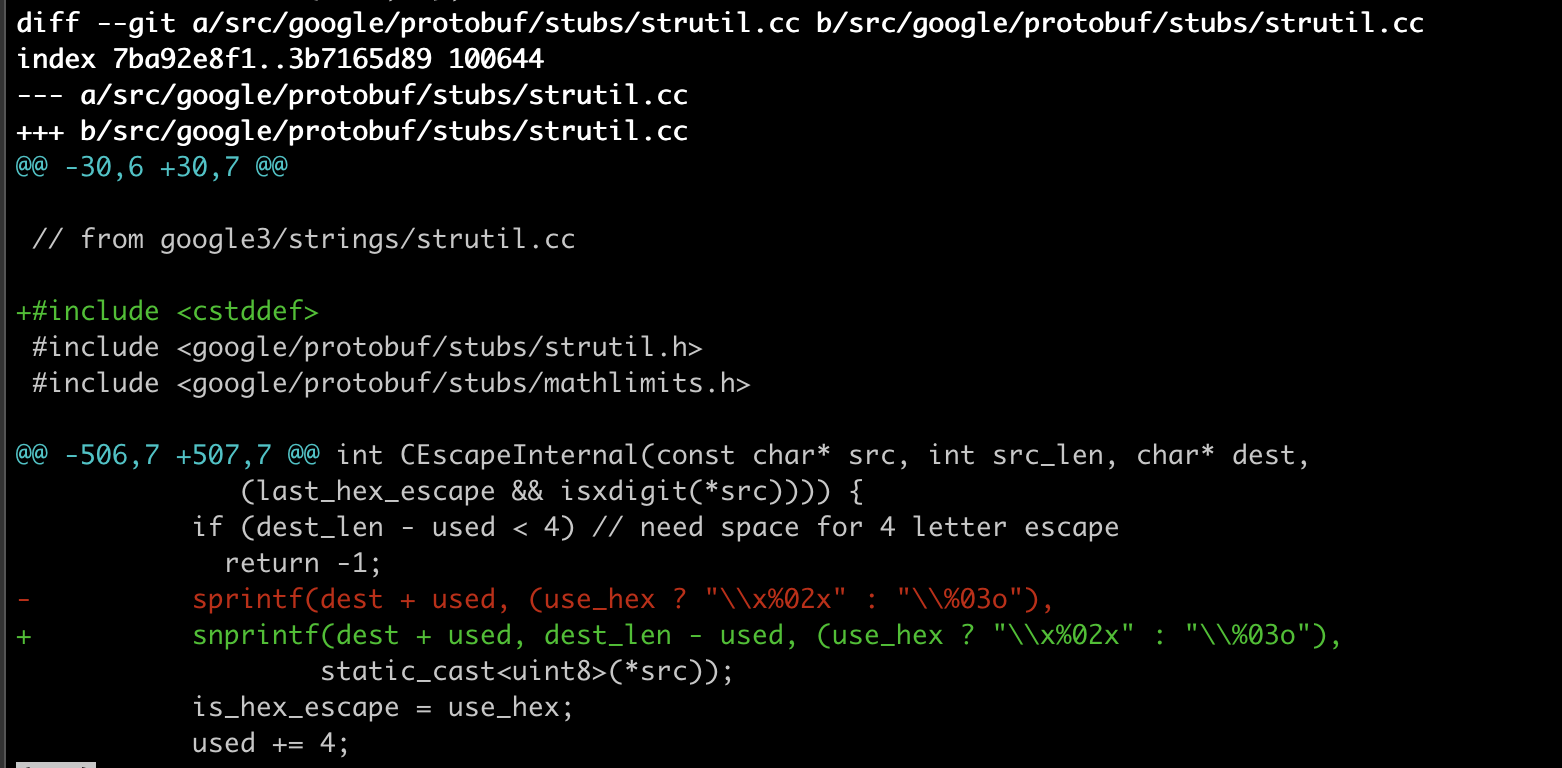 diff --git a/src/google/protobuf/stubs/strutil.cc b/src/google/protobuf/stubs/strutil.cc
index 7ba92e8f1..3b7165d89 100644
--- a/src/google/protobuf/stubs/strutil.cc
+++ b/src/google/protobuf/stubs/strutil.cc
@@ -30,6 +30,7 @@

 // from google3/strings/strutil.cc

+#include <cstddef>
 #include <google/protobuf/stubs/strutil.h>
 #include <google/protobuf/stubs/mathlimits.h>

@@ -506,7 +507,7 @@ int CEscapeInternal(const char* src, int src_len, char* dest,
              (last_hex_escape && isxdigit(*src)))) {
           if (dest_len - used < 4) // need space for 4 letter escape
             return -1;
-          sprintf(dest + used, (use_hex ? "\\x%02x" : "\\%03o"),
+          snprintf(dest + used, dest_len - used, (use_hex ? "\\x%02x" : "\\%03o"),
                   static_cast<uint8>(*src));
           is_hex_escape = use_hex;
           used += 4;